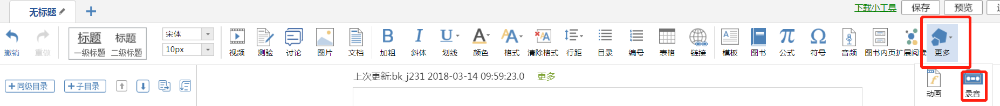 无标题
下载小工具 保存 预览
撤销 重做
标题 一级标题
标题 二级标题
宋体
10px
视频 测验 讨论 图片 文档 加粗 斜体 划线 颜色 格式 清除格式 行距 目录 编号 表格 链接 模板 图书 公式 符号 音频 图书内页 扩展阅读 更多
+同级目录 +子目录
上次更新:bk_j231 2018-03-14 09:59:23.0 更多
动画 录音